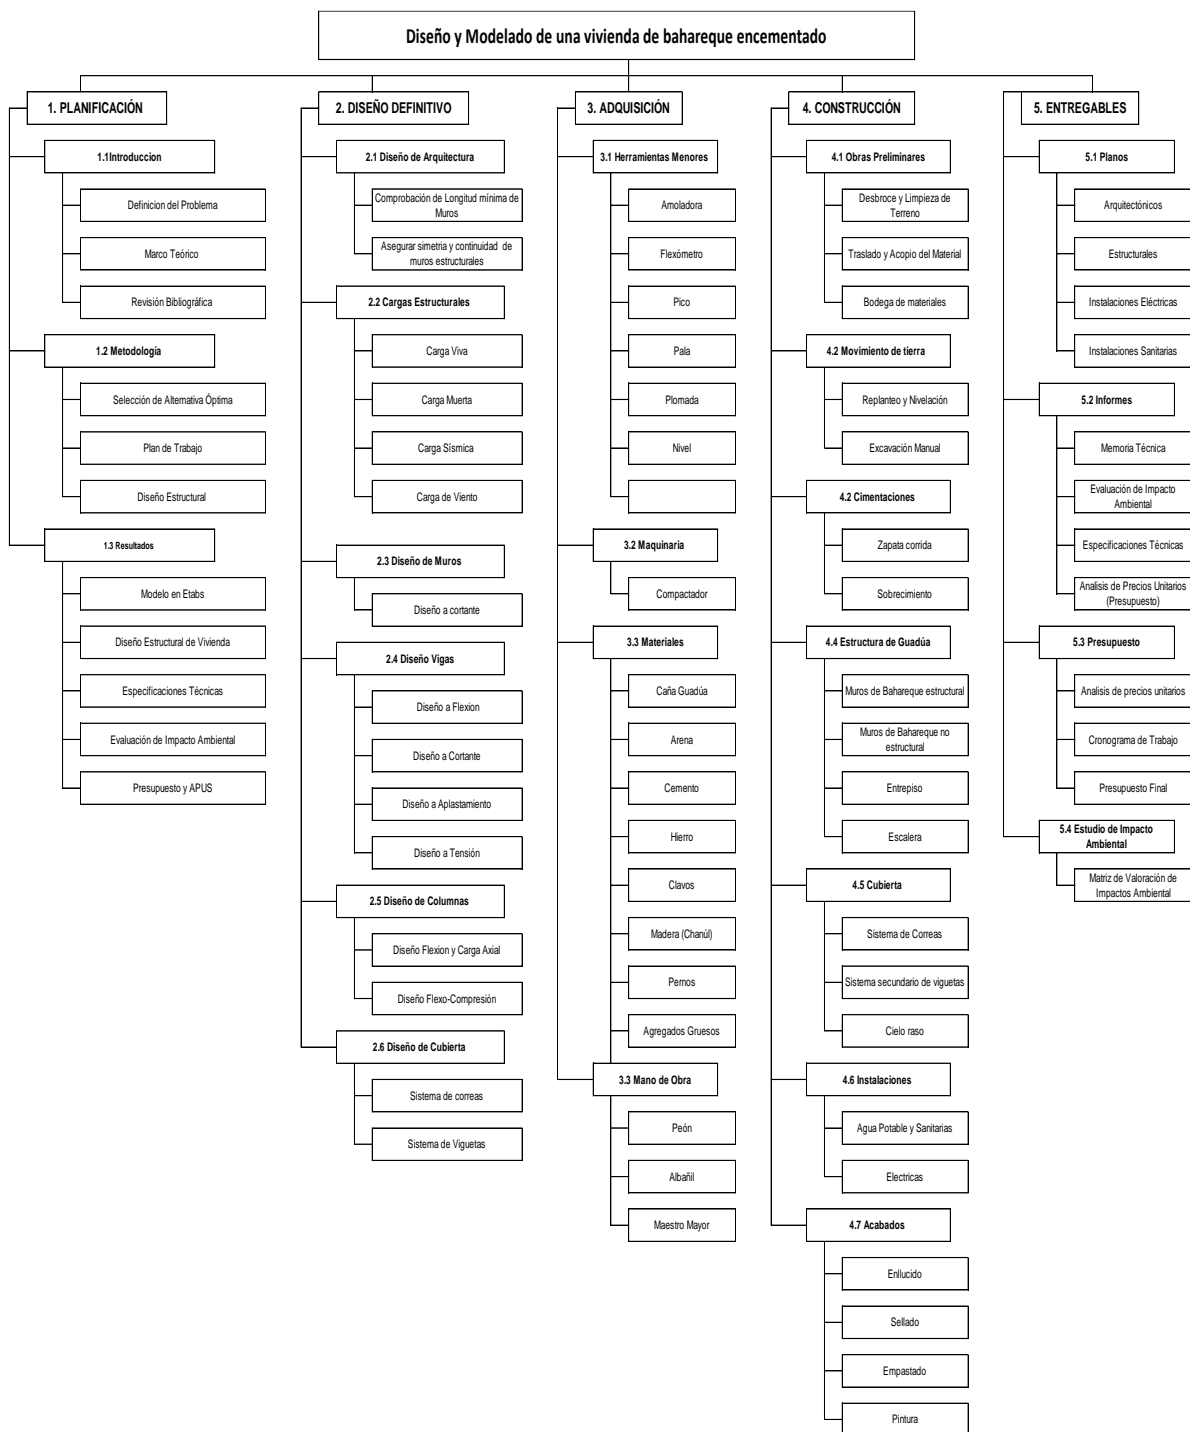 Diseño y Modelado de una vivienda de bahareque encementado
1. PLANIFICACIÓN
1.1Introduccion
Definicion del Problema
Marco Teórico
Revisión Bibliográfica
1.2 Metodología
Selección de Alternativa Óptima
Plan de Trabajo
Diseño Estructural
1.3 Resultados
Modelo en Etabs
Diseño Estructural de Vivienda
Especificaciones Técnicas
Evaluación de Impacto Ambiental
Presupuesto y APUS
2. DISEÑO DEFINITIVO
2.1 Diseño de Arquitectura
Comprobación de Longitud mínima de
Muros
Asegurar simetria y continuidad de
muros estructurales
2.2 Cargas Estructurales
Carga Viva
Carga Muerta
Carga Sísmica
Carga de Viento
2.3 Diseño de Muros
Diseño a cortante
2.4 Diseño Vigas
Diseño a Flexion
Diseño a Cortante
Diseño a Aplastamiento
Diseño a Tensión
2.5 Diseño de Columnas
Diseño Flexion y Carga Axial
Diseño Flexo-Compresión
2.6 Diseño de Cubierta
Sistema de correas
Sistema de Viguetas
3. ADQUISICIÓN
3.1 Herramientas Menores
Amoladora
Flexómetro
Pico
Pala
Plomada
Nivel
3.2 Maquinaria
Compactador
3.3 Materiales
Caña Guadúa
Arena
Cemento
Hierro
Clavos
Madera (Chanúl)
Pernos
Agregados Gruesos
3.3 Mano de Obra
Peón
Albañil
Maestro Mayor
4. CONSTRUCCIÓN
4.1 Obras Preliminares
Desbroce y Limpieza de
Terreno
Traslado y Acopio del Material
Bodega de materiales
4.2 Movimiento de tierra
Replanteo y Nivelación
Excavación Manual
4.2 Cimentaciones
Zapata corrida
Sobrecimiento
4.4 Estructura de Guadúa
Muros de Bahareque estructural
Muros de Bahareque no
estructural
Entrepiso
Escalera
4.5 Cubierta
Sistema de Correas
Sistema secundario de viguetas
Cielo raso
4.6 Instalaciones
Agua Potable y Sanitarias
Electricas
4.7 Acabados
Enllucido
Sellado
Empastado
Pintura
5. ENTREGABLES
5.1 Planos
Arquitectónicos
Estructurales
Instalaciones Eléctricas
Instalaciones Sanitarias
5.2 Informes
Memoria Técnica
Evaluación de Impacto
Ambiental
Especificaciones Técnicas
Analisis de Precios Unitarios
(Presupuesto)
5.3 Presupuesto
Analisis de precios unitarios
Cronograma de Trabajo
Presupuesto Final
5.4 Estudio de Impacto
Ambiental
Matriz de Valoración de
Impactos Ambiental